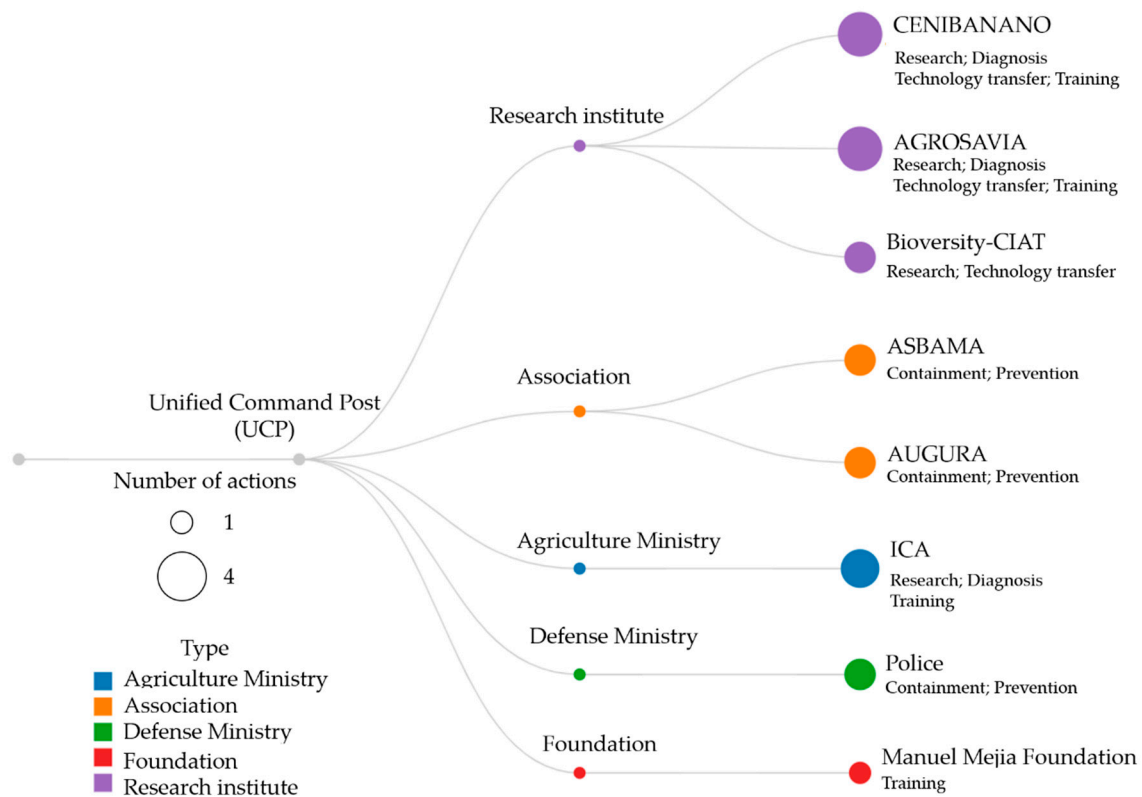 CENIBANANO
Research; Diagnosis
Technology transfer; Training
Research institute
AGROSAVIA
Research; Diagnosis
Technology transfer; Training
Bioversity-CIAT
Research; Technology transfer
ASBAMA
Containment; Prevention
Association
Unified Command Post
(UCP)
AUGURA
Containment; Prevention
Number of actions
1
4
Agriculture Ministry
ICA
Research; Diagnosis
Training
Defense Ministry
Police
Containment; Prevention
Foundation
Manuel Mejia Foundation
Training
Type
Agriculture Ministry
Association
Defense Ministry
Foundation
Research institute